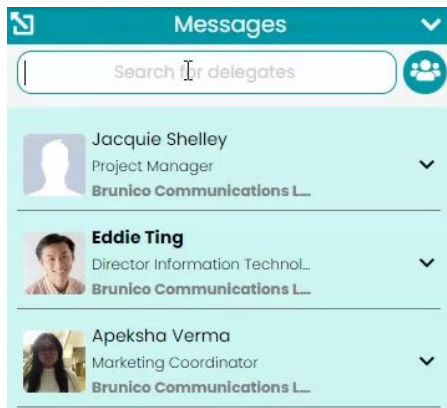 Messages
Search for delegates
Jacquie Shelley
Project Manager
Brunico Communications L...
Eddie Ting
Director Information Technol...
Brunico Communications L...
Apeksha Verma
Marketing Coordinator
Brunico Communications L...